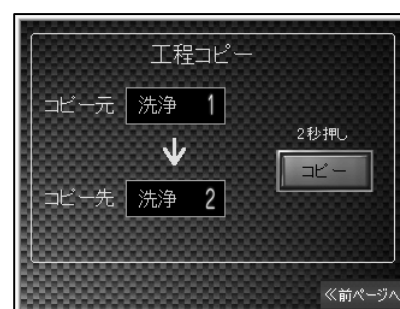 工程コピー
コピー元 洗浄 1
↓
コピー先 洗浄 2
2秒押し
コピー
≪前ページへ